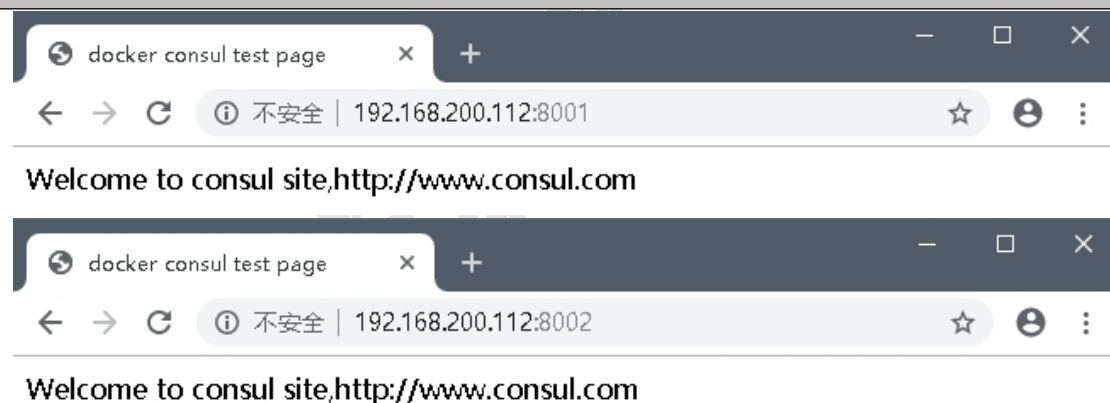 docker consul test page
不安全 | 192.168.200.112:8001
Welcome to consul site,http://www.consul.com
docker consul test page
不安全 | 192.168.200.112:8002
Welcome to consul site,http://www.consul.com